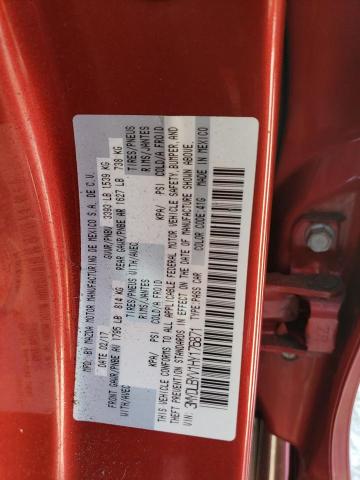 MFD. BY MAZDA MOTOR MANUFACTURING DE MEXICO S.A. DE C.V.
DATE 02/17 GVWR/PNBV 3393 LB 1539 KG
FRONT GAWR/PNBE AV 1795 LB 814 KG REAR GAWR/PNBE AR 1627 LB 738 KG
WITH/AVEC TIRES/PNEUS WITH/AVEC TIRES/PNEUS
RIMS/JANTES RIMS/JANTES
KPA/ PSI COLD/A FROID KPA/ PSI COLD/A FROID
THIS VEHICLE CONFORMS TO ALL APPLICABLE FEDERAL MOTOR VEHICLE SAFETY, BUMPER, AND
THEFT PREVENTION STANDARDS IN EFFECT ON THE DATE OF MANUFACTURE SHOWN ABOVE.
VIN: TYPE: PASS CAR COLOR CODE: 41G MADE IN MEXICO